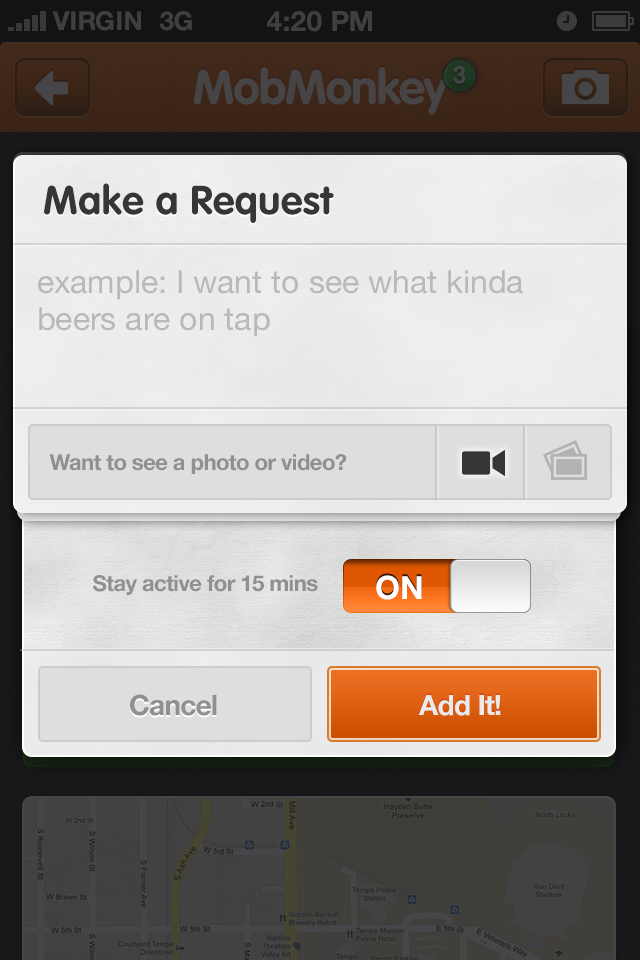 VIRGIN 3G 4:20 PM
MobMonkey 3
Make a Request
example: I want to see what kinda
beers are on tap
Want to see a photo or video?
Stay active for 15 mins
ON
Cancel
Add It!
W 2nd St
Mill Ave
Hayden Butte
Preserve
North Locker
W 2nd St
S Roosevelt St
S Wilson St
S Ash Ave
W 3rd St
S Farmer Ave
Sun Devil
Stadium
W Brown St
W 5th St
W 5th St
Gordon Biersch
Brewery Raint
Tempe Mission
Palms Hotel
E 5th St
E Veterans Way
Courtyard Tempe
Downtown
Harkins
Theatres
Valley Art
Tempe